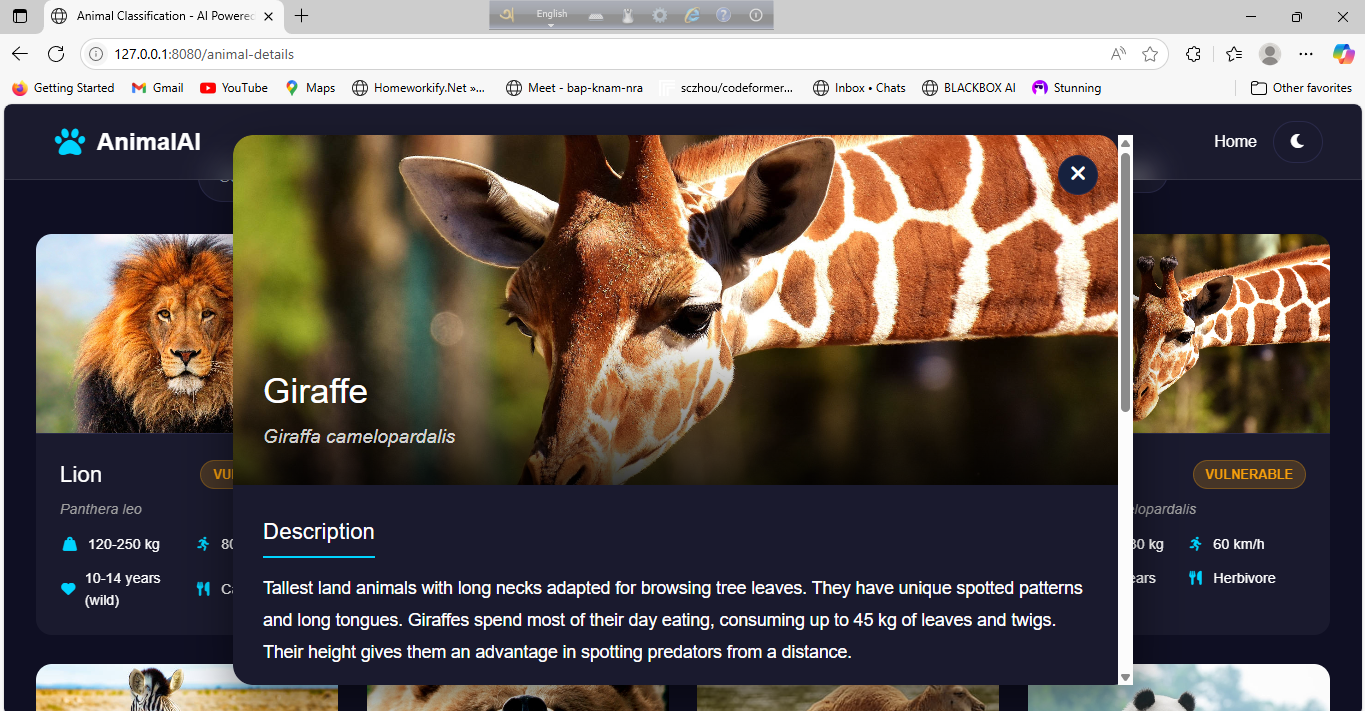 Animal Classification - AI Powered
English
127.0.0.1:8080/animal-details
Getting Started
Gmail
YouTube
Maps
Homeworkify.Net »...
Meet - bap-knam-nra
sczhou/codeformer...
Inbox • Chats
BLACKBOX AI
Stunning
Other favorites
AnimalAI
Home
Giraffe
Giraffa camelopardalis
Description
Tallest land animals with long necks adapted for browsing tree leaves. They have unique spotted patterns
and long tongues. Giraffes spend most of their day eating, consuming up to 45 kg of leaves and twigs.
Their height gives them an advantage in spotting predators from a distance.
Lion
VU
Panthera leo
120-250 kg
80
10-14 years
(wild)
VULNERABLE
lopardalis
30 kg
60 km/h
ears
Herbivore